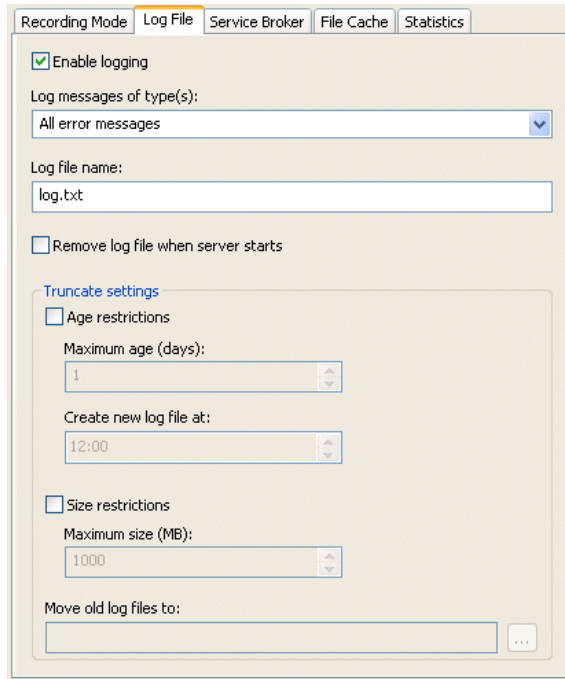 Recording Mode Log File Service Broker File Cache Statistics
Enable logging
Log messages of type(s):
All error messages
Log file name:
log.txt
Remove log file when server starts
Truncate settings
Age restrictions
Maximum age (days):
1
Create new log file at:
12:00
Size restrictions
Maximum size (MB):
1000
Move old log files to:
...